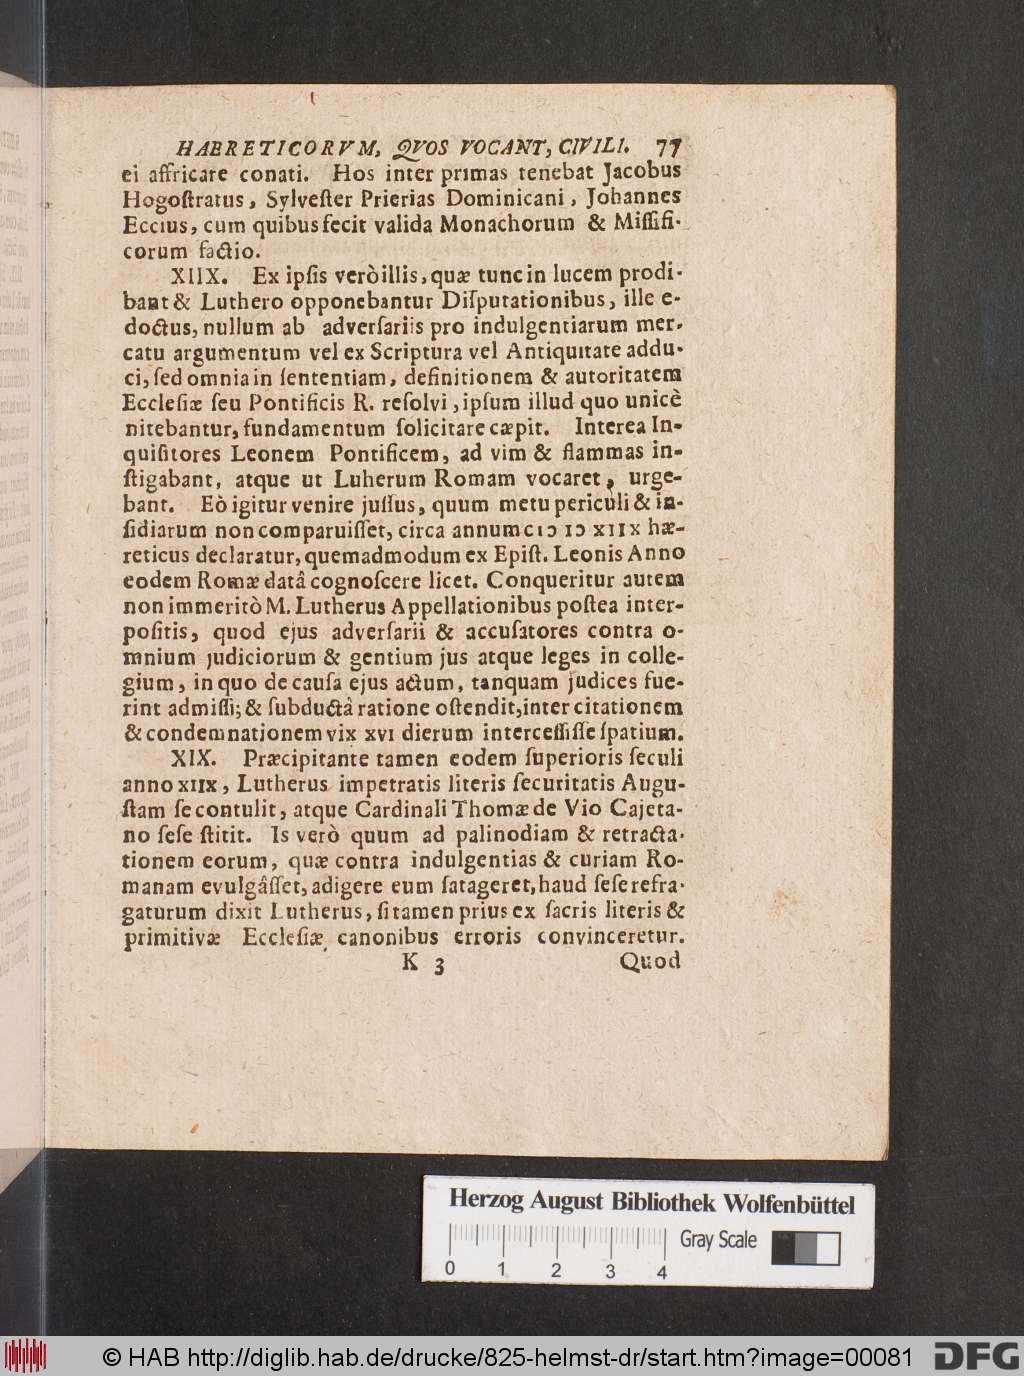 HAERETICORVM, QVOS VOCANT, CIVILI. 77
ei affricare conati. Hos inter primas tenebat Jacobus
Hogoſtratus, Sylveſter Prierias Dominicani, Johannes
Eccius, cum quibus fecit valida Monachorum & Miſſifi-
corum factio.
XIIX. Ex ipſis verò illis, quæ tunc in lucem prodi-
bant & Luthero opponebantur Diſputationibus, ille e-
doctus, nullum ab adverſariis pro indulgentiarum mer-
catu argumentum vel ex Scriptura vel Antiquitate addu-
ci, ſed omnia in ſententiam, definitionem & autoritatem
Eccleſiæ ſeu Pontificis R. reſolvi, ipſum illud quo unicè
nitebantur, fundamentum ſolicitare cæpit. Interea In-
quiſitores Leonem Pontificem, ad vim & flammas in-
ſtigabant, atque ut Luherum Romam vocaret, urge-
bant. Eò igitur venire juſſus, quum metu periculi & in-
ſidiarum non comparuiſſet, circa annum cıɔ ıɔ xııx hæ-
reticus declaratur, quemadmodum ex Epiſt. Leonis Anno
eodem Romæ datâ cognoſcere licet. Conqueritur autem
non immeritò M. Lutherus Appellationibus poſtea inter-
poſitis, quod ejus adverſarii & accuſatores contra o-
mnium judiciorum & gentium jus atque leges in colle-
gium, in quo de cauſa ejus actum, tanquam judices fue-
rint admiſſi; & ſubductâ ratione oſtendit, inter citationem
& condemnationem vix xvı dierum interceſſiſſe ſpatium.
XIX. Præcipitante tamen eodem ſuperioris ſeculi
anno xııx, Lutherus impetratis literis ſecuritatis Augu-
ſtam ſe contulit, atque Cardinali Thomæ de Vio Cajeta-
no ſeſe ſtitit. Is verò quum ad palinodiam & retracta-
tionem eorum, quæ contra indulgentias & curiam Ro-
manam evulgâſſet, adigere eum ſatageret, haud ſeſe refra-
gaturum dixit Lutherus, ſi tamen prius ex ſacris literis &
primitivæ Eccleſiæ canonibus erroris convinceretur.
K 3 Quod
Herzog August Bibliothek Wolfenbüttel
Gray Scale
0 1 2 3 4
© HAB http://diglib.hab.de/drucke/825-helmst-dr/start.htm?image=00081 DFG